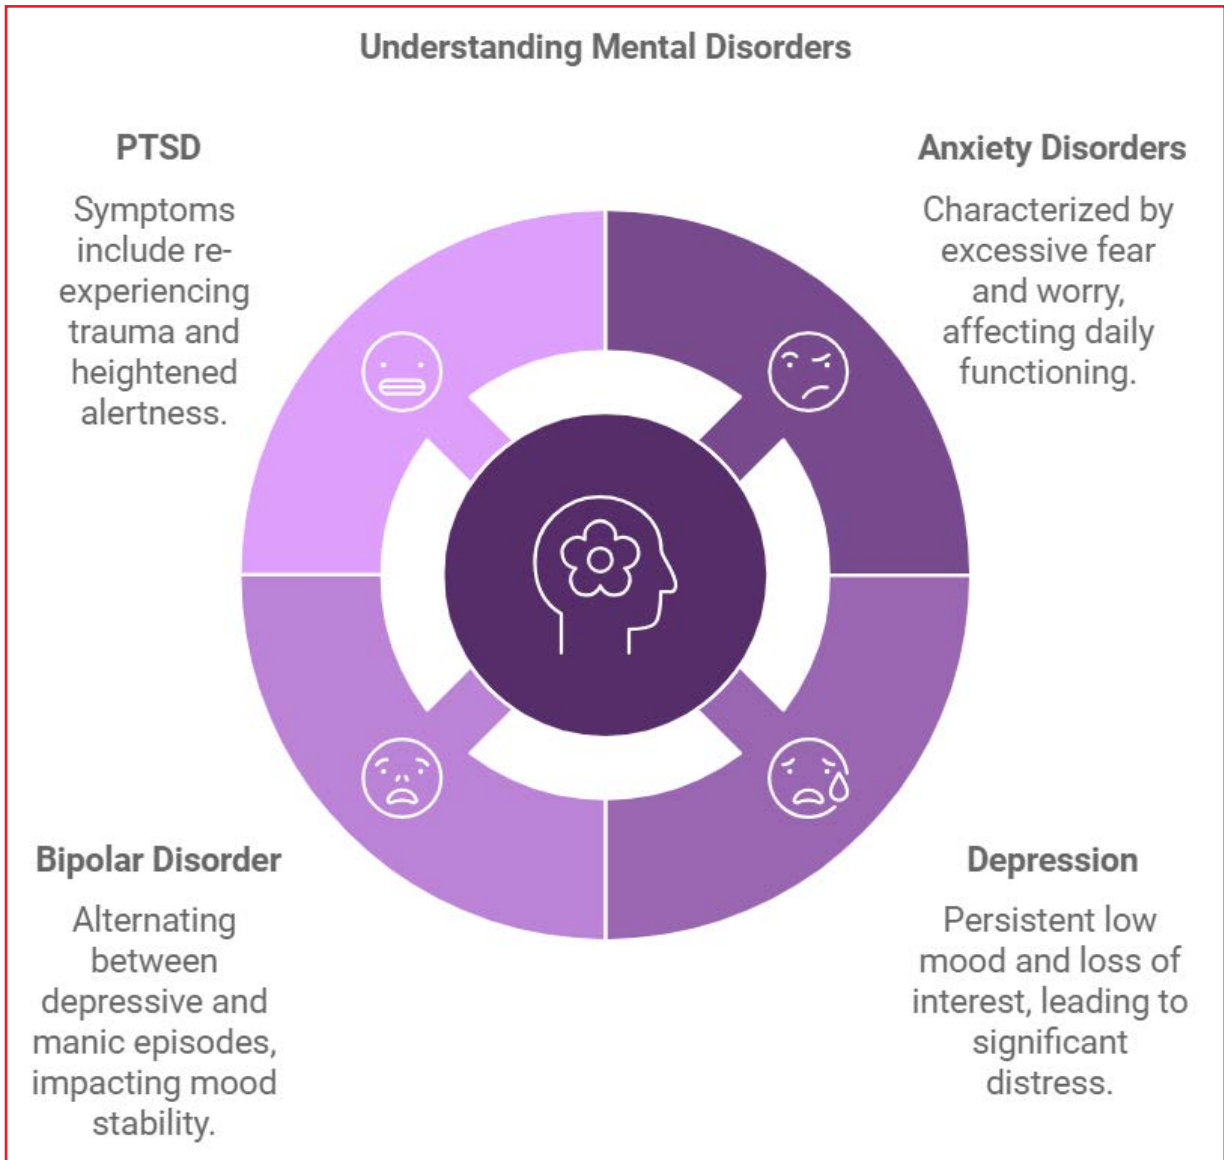 Understanding Mental Disorders
PTSD
Symptoms
include re-
experiencing
trauma and
heightened
alertness.
Anxiety Disorders
Characterized by
excessive fear
and worry,
affecting daily
functioning.
Bipolar Disorder
Alternating
between
depressive and
manic episodes,
impacting mood
stability.
Depression
Persistent low
mood and loss of
interest, leading to
significant
distress.